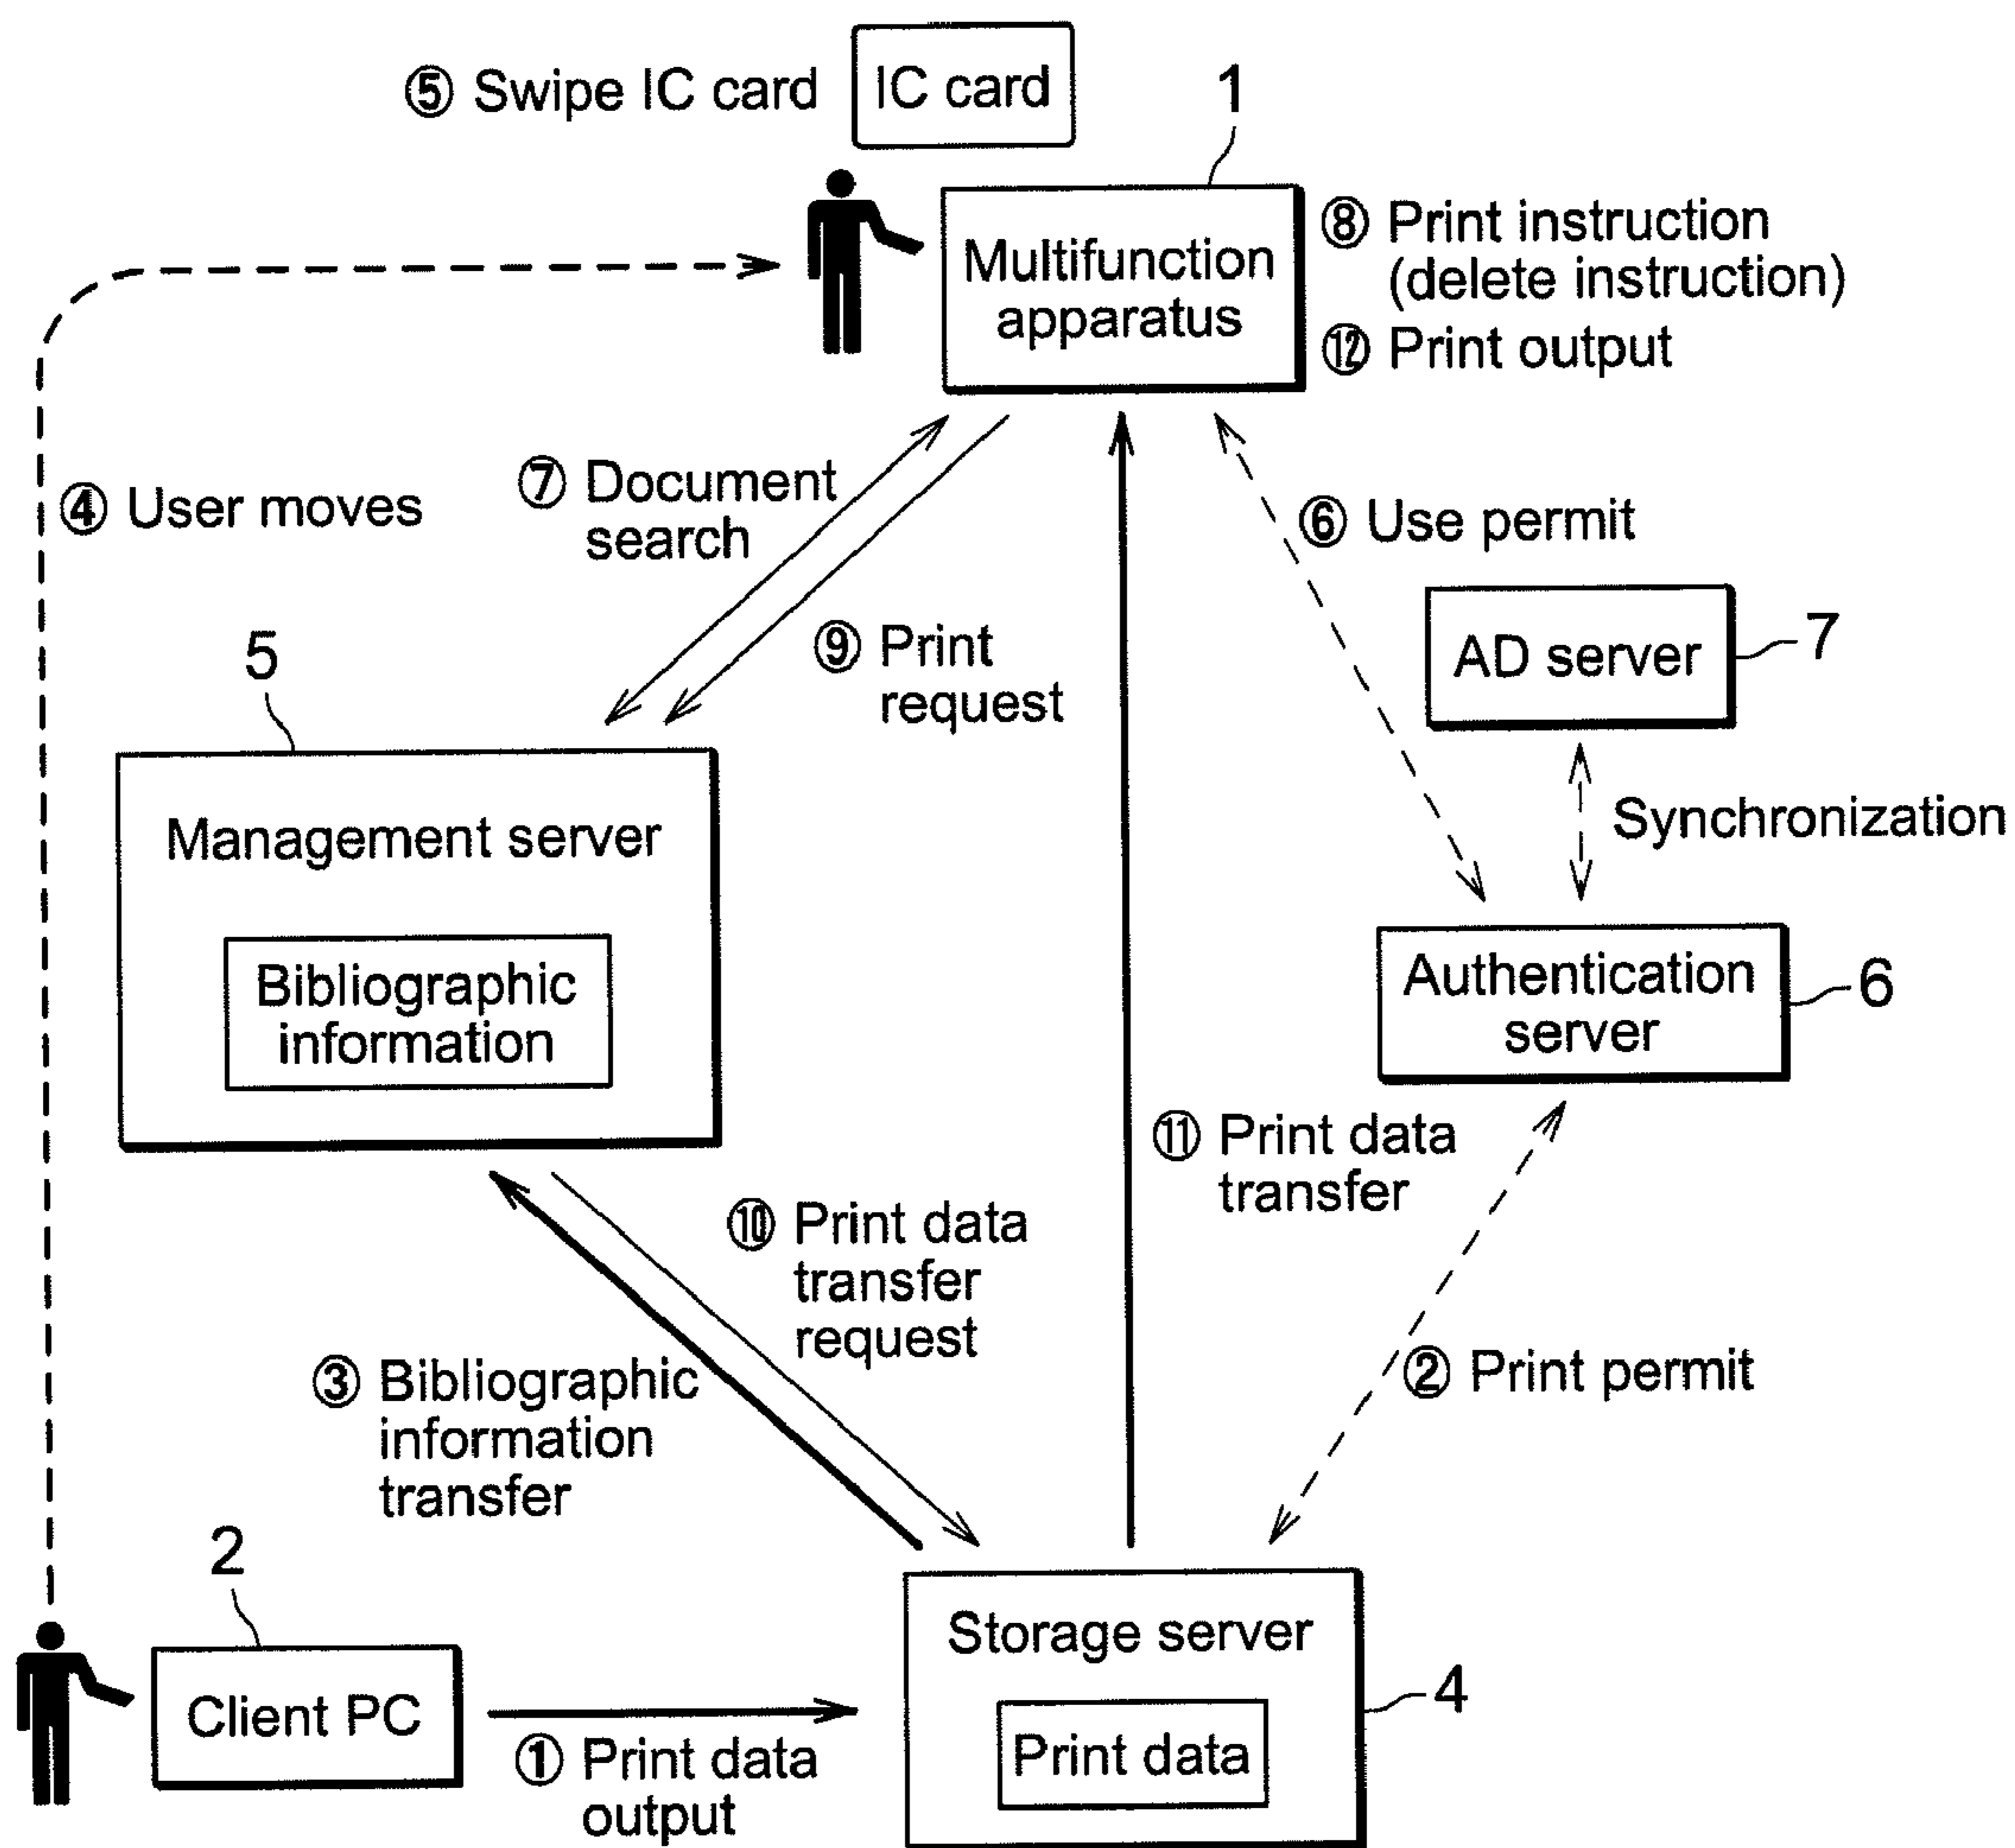 ⑤ Swipe IC card
IC card
1
Multifunction
apparatus
⑧ Print instruction
(delete instruction)
⑫ Print output
④ User moves
⑦ Document
search
⑥ Use permit
⑨ Print
request
AD server
7
5
Management server
Bibliographic
information
Synchronization
Authentication
server
6
⑪ Print data
transfer
⑩ Print data
transfer
request
③ Bibliographic
information
transfer
② Print permit
2
Client PC
① Print data
output
Storage server
Print data
4